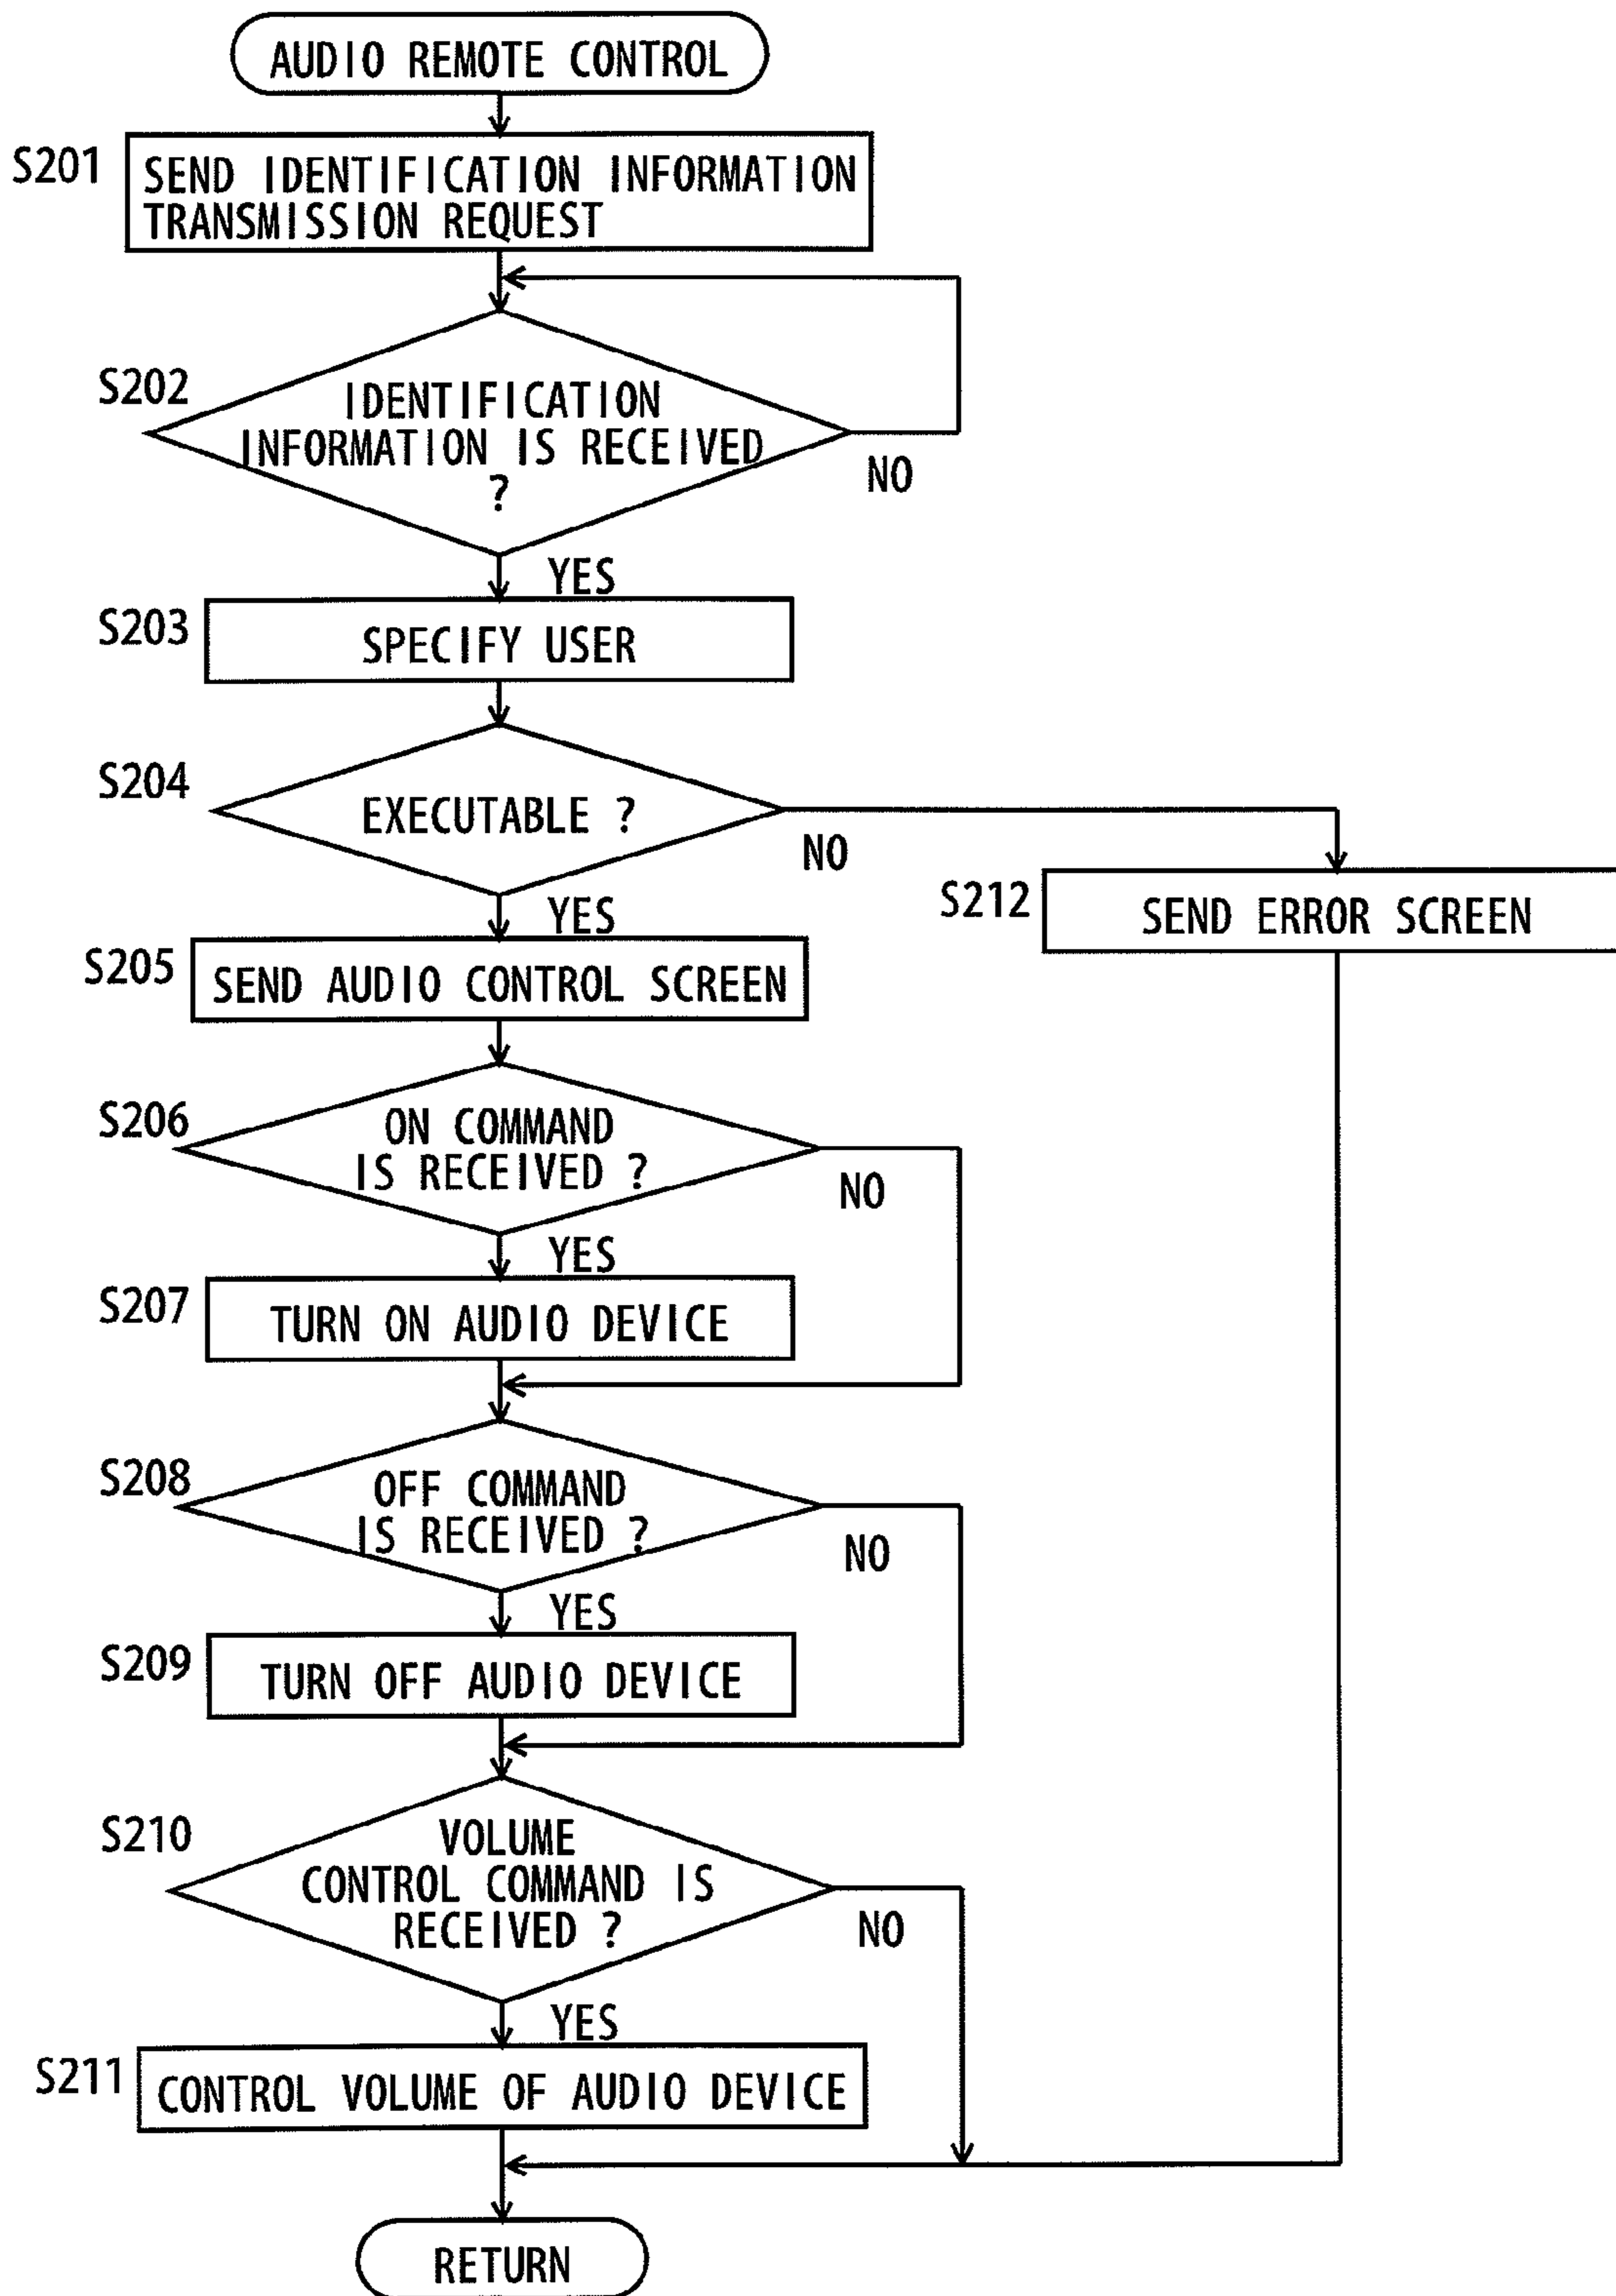 AUDIO REMOTE CONTROL
S201
SEND IDENTIFICATION INFORMATION
TRANSMISSION REQUEST
S202
IDENTIFICATION
INFORMATION IS RECEIVED
?
NO
YES
S203
SPECIFY USER
S204
EXECUTABLE ?
NO
YES
S212
SEND ERROR SCREEN
S205
SEND AUDIO CONTROL SCREEN
S206
ON COMMAND
IS RECEIVED ?
NO
YES
S207
TURN ON AUDIO DEVICE
S208
OFF COMMAND
IS RECEIVED ?
NO
YES
S209
TURN OFF AUDIO DEVICE
S210
VOLUME
CONTROL COMMAND IS
RECEIVED ?
NO
YES
S211
CONTROL VOLUME OF AUDIO DEVICE
RETURN